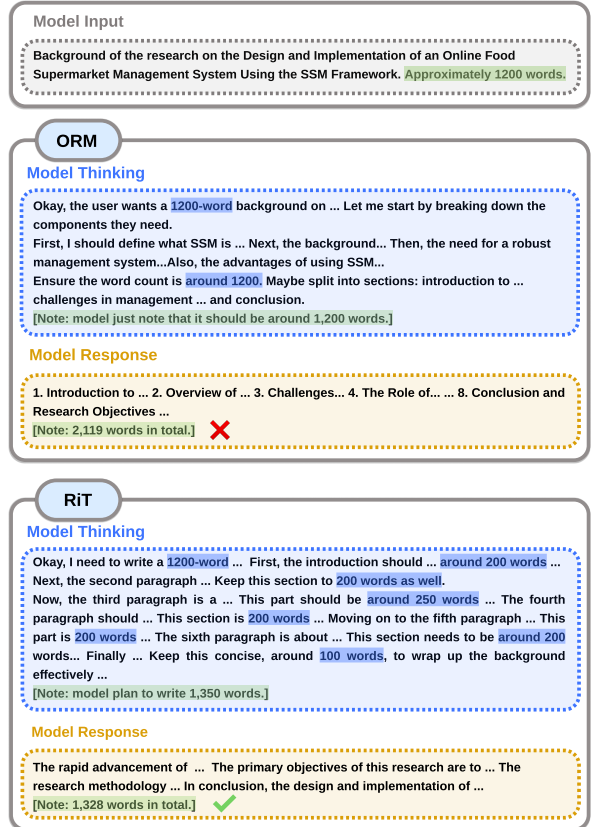 Model Input
Background of the research on the Design and Implementation of an Online Food
Supermarket Management System Using the SSM Framework. Approximately 1200 words.
ORM
Model Thinking
Okay, the user wants a 1200-word background on ... Let me start by breaking down the
components they need.
First, I should define what SSM is ... Next, the background... Then, the need for a robust
management system...Also, the advantages of using SSM...
Ensure the word count is around 1200. Maybe split into sections: introduction to ...
challenges in management ... and conclusion.
[Note: model just note that it should be around 1,200 words.]
Model Response
1. Introduction to ... 2. Overview of ... 3. Challenges... 4. The Role of... ... 8. Conclusion and
Research Objectives ...
[Note: 2,119 words in total.]
RiT
Model Thinking
Okay, I need to write a 1200-word ... First, the introduction should ... around 200 words ...
Next, the second paragraph ... Keep this section to 200 words as well.
Now, the third paragraph is a ... This part should be around 250 words ... The fourth
paragraph should ... This section is 200 words ... Moving on to the fifth paragraph ... This
part is 200 words ... The sixth paragraph is about ... This section needs to be around 200
words... Finally ... Keep this concise, around 100 words, to wrap up the background
effectively ...
[Note: model plan to write 1,350 words.]
Model Response
The rapid advancement of ... The primary objectives of this research are to ... The
research methodology ... In conclusion, the design and implementation of ...
[Note: 1,328 words in total.]